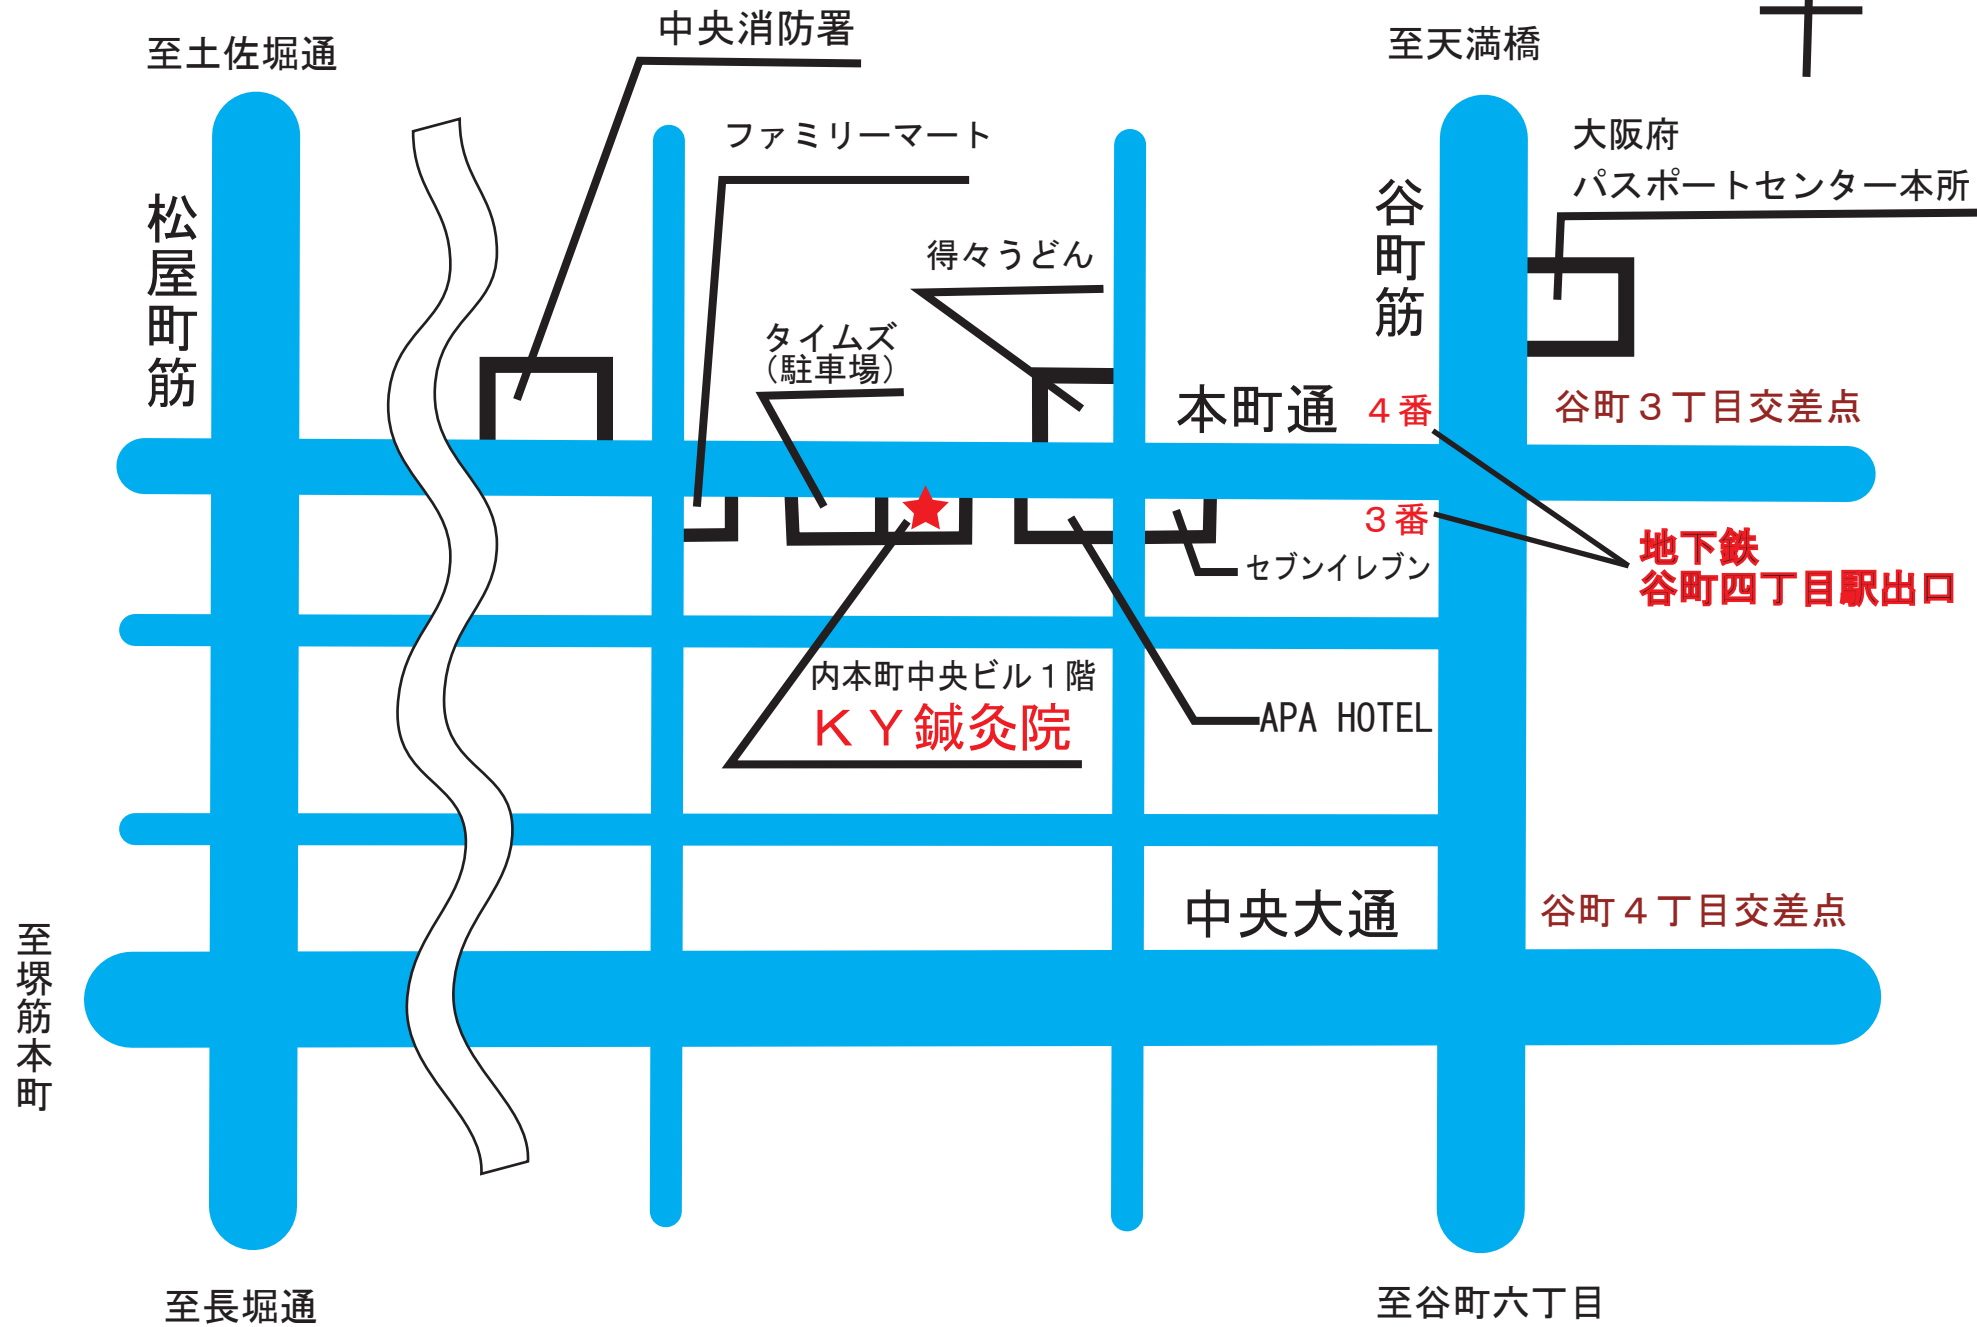 中央消防署
至土佐堀通
至天満橋
ファミリーマート
大阪府
パスポートセンター本所
松屋町筋
谷町筋
得々うどん
タイムズ
（駐車場）
本町通
４番
谷町３丁目交差点
３番
地下鉄
谷町四丁目駅出口
セブンイレブン
内本町中央ビル１階
ＫＹ鍼灸院
APA HOTEL
中央大通
谷町４丁目交差点
至堺筋本町
至長堀通
至谷町六丁目